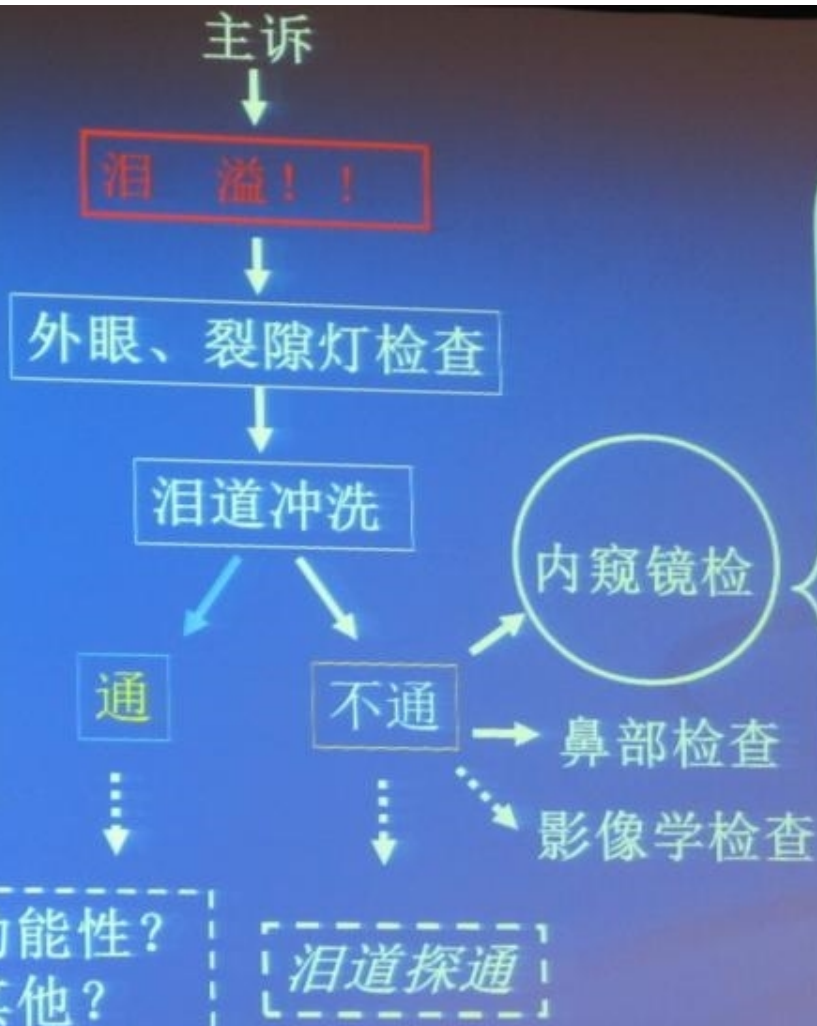 主诉
泪 溢！！
外眼、裂隙灯检查
泪道冲洗
内窥镜检
通
不通
鼻部检查
影像学检查
能性？
他？
泪道探通